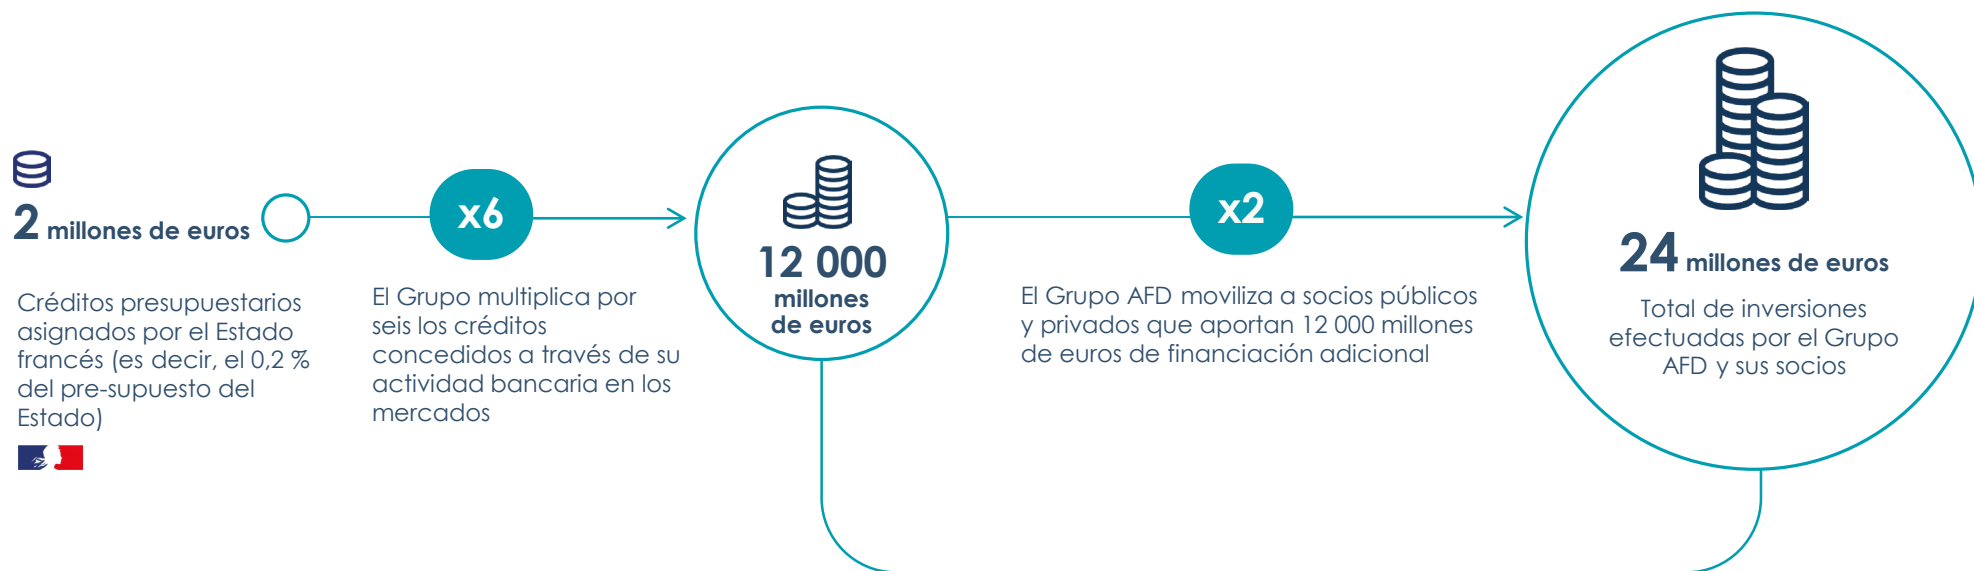 2 millones de euros
Créditos presupuestarios
asignados por el Estado
francés (es decir, el 0,2 %
del pre-supuesto del
Estado)
x6
El Grupo multiplica por
seis los créditos
concedidos a través de su
actividad bancaria en los
mercados
12 000
millones
de euros
x2
El Grupo AFD moviliza a socios públicos
y privados que aportan 12 000 millones
de euros de financiación adicional
24 millones de euros
Total de inversiones
efectuadas por el Grupo
AFD y sus socios